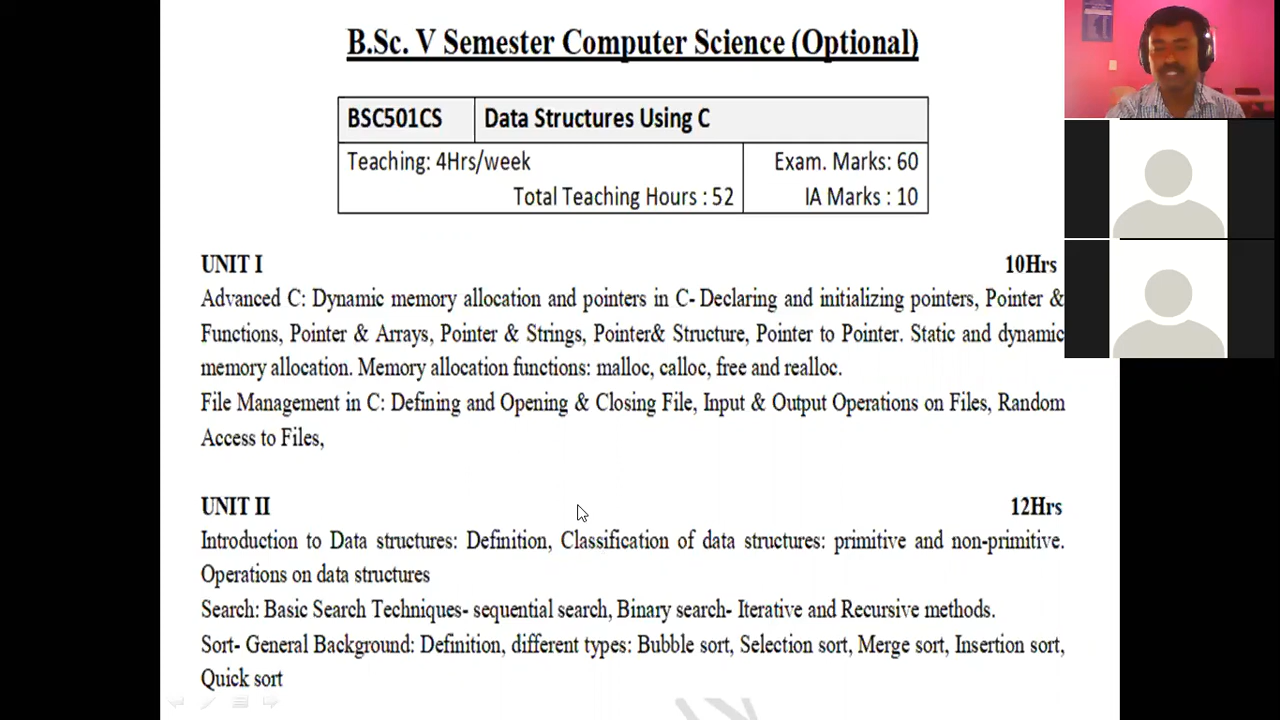 B.Sc. V Semester Computer Science (Optional)
BSC501CS Data Structures Using C
Teaching: 4Hrs/week Exam. Marks: 60
Total Teaching Hours : 52 IA Marks : 10
UNIT I 10Hrs
Advanced C: Dynamic memory allocation and pointers in C- Declaring and initializing pointers, Pointer &
Functions, Pointer & Arrays, Pointer & Strings, Pointer& Structure, Pointer to Pointer. Static and dynamic
memory allocation. Memory allocation functions: malloc, calloc, free and realloc.
File Management in C: Defining and Opening & Closing File, Input & Output Operations on Files, Random
Access to Files,
UNIT II 12Hrs
Introduction to Data structures: Definition, Classification of data structures: primitive and non-primitive.
Operations on data structures
Search: Basic Search Techniques- sequential search, Binary search- Iterative and Recursive methods.
Sort- General Background: Definition, different types: Bubble sort, Selection sort, Merge sort, Insertion sort,
Quick sort